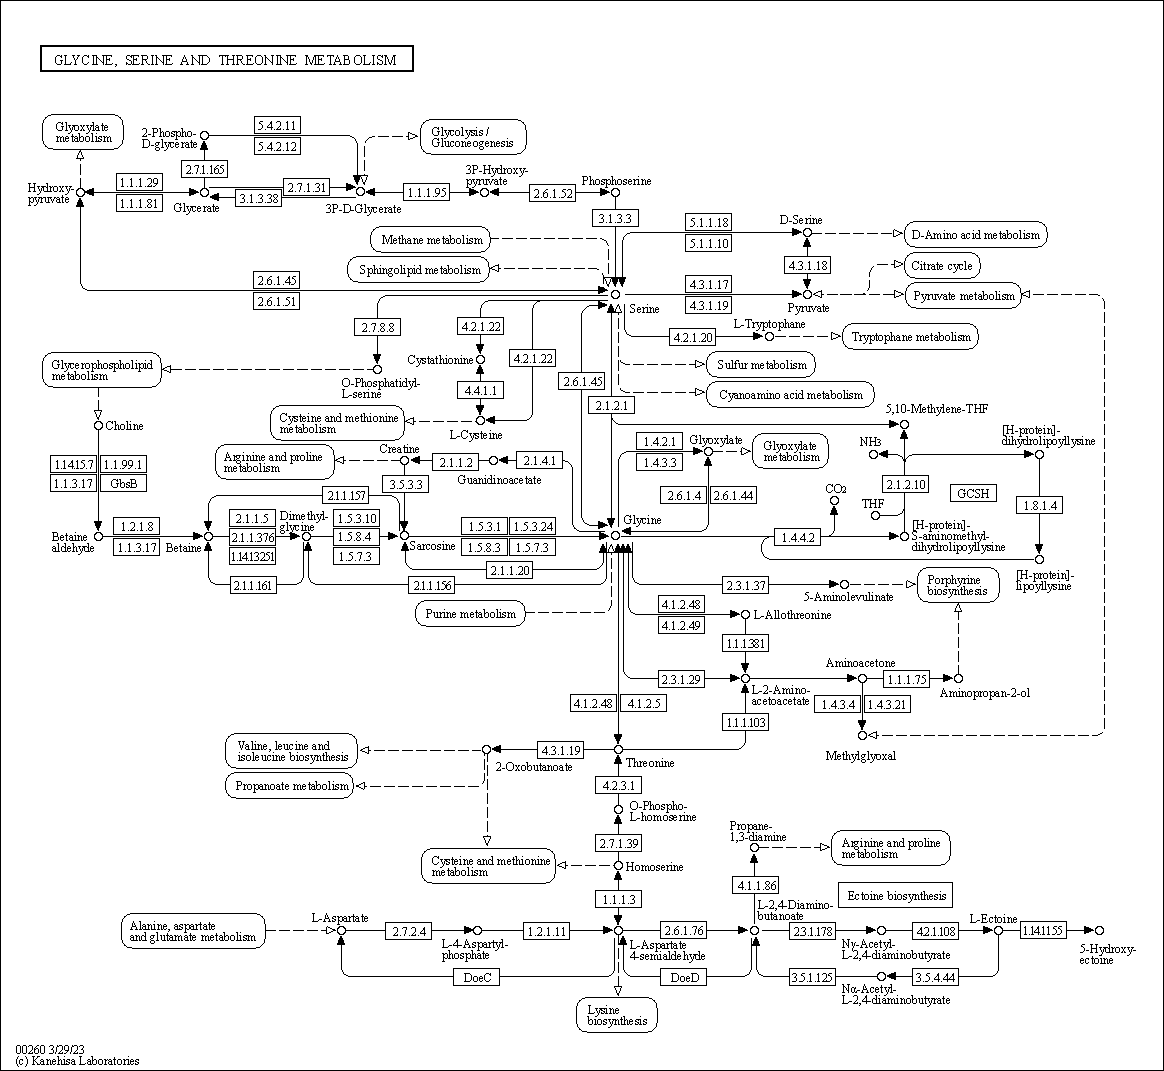 GLYCINE, SERINE AND THREONINE METABOLISM
Glyoxylate
metabolism
2-Phospho-
D-glycerate
5.4.2.11
5.4.2.12
Glycolysis /
Gluconeogenesis
2.7.1.165
3P-Hydroxy-
pyruvate
Phosphoserine
Hydroxy-
pyruvate
1.1.1.29
1.1.1.81
Glycerate
2.7.1.31
3.1.3.38
3P-D-Glycerate
1.1.1.95
2.6.1.52
3.1.3.3
Methane metabolism
Sphingolipid metabolism
5.1.1.18
5.1.1.10
D-Serine
D-Amino acid metabolism
4.3.1.18
Citrate cycle
2.6.1.45
2.6.1.51
4.3.1.17
4.3.1.19
Pyruvate
Pyruvate metabolism
Serine
2.7.8.8
4.2.1.22
4.2.1.20
L-Tryptophane
Tryptophane metabolism
Cystathionine
4.2.1.22
Glycerophospholipid
metabolism
O-Phosphatidyl-
L-serine
4.4.1.1
2.6.1.45
2.1.2.1
Sulfur metabolism
Cyanoamino acid metabolism
Choline
Cysteine and methionine
metabolism
L-Cysteine
5,10-Methylene-THF
1.14.15.7
1.1.99.1
1.1.3.17
GbsB
Arginine and proline
metabolism
Creatine
2.1.1.2
2.1.4.1
Guanidinoacetate
1.4.2.1
1.4.3.3
Glyoxylate
Glyoxylate
metabolism
NH3
[H-protein]-
dihydrolipoyllysine
3.5.3.3
2.1.1.157
2.6.1.4
2.6.1.44
CO2
THF
2.1.2.10
GCSH
1.8.1.4
Betaine
aldehyde
1.2.1.8
1.1.3.17
Betaine
2.1.1.5
2.1.1.376
1.14.13.251
Dimethyl-
glycine
1.5.3.10
1.5.8.4
1.5.7.3
Sarcosine
1.5.3.1
1.5.3.24
1.5.8.3
1.5.7.3
Glycine
1.4.4.2
[H-protein]-
S-aminomethyl-
dihydrolipoyllysine
[H-protein]-
lipoyllysine
2.1.1.20
2.1.1.161
2.1.1.156
Purine metabolism
2.3.1.37
5-Aminolevulinate
Porphyrine
biosynthesis
4.1.2.48
4.1.2.49
L-Allothreonine
1.1.1.381
2.3.1.29
L-2-Amino-
acetoacetate
Aminoacetone
1.1.1.75
Aminopropan-2-ol
4.1.2.48
4.1.2.5
1.1.1.103
1.4.3.4
1.4.3.21
Methylglyoxal
Valine, leucine and
isoleucine biosynthesis
2-Oxobutanoate
4.3.1.19
Threonine
Propanoate metabolism
4.2.3.1
O-Phospho-
L-homoserine
2.7.1.39
Cysteine and methionine
metabolism
Homoserine
Propane-
1,3-diamine
Arginine and proline
metabolism
1.1.1.3
4.1.1.86
Ectoine biosynthesis
Alanine, aspartate
and glutamate metabolism
L-Aspartate
2.7.2.4
L-4-Aspartyl-
phosphate
1.2.1.11
L-Aspartate
4-semialdehyde
2.6.1.76
L-2,4-Diamino-
butanoate
2.3.1.178
Nγ-Acetyl-
L-2,4-diaminobutyrate
4.2.1.108
L-Ectoine
1.14.11.55
5-Hydroxy-
ectoine
DoeC
DoeD
3.5.1.125
Nα-Acetyl-
L-2,4-diaminobutyrate
3.5.4.44
Lysine
biosynthesis
00260 3/29/23
(c) Kanehisa Laboratories